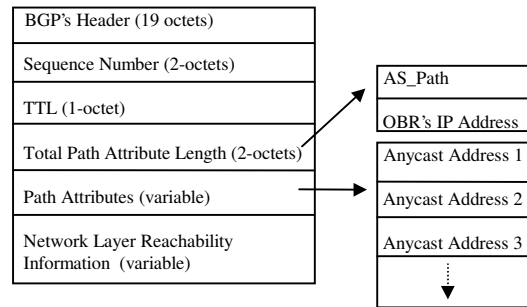 BGP's Header (19 octets)
Sequence Number (2-octets)
TTL (1-octet)
Total Path Attribute Length (2-octets)
Path Attributes (variable)
Network Layer Reachability
Information (variable)
AS_Path
OBR's IP Address
Anycast Address 1
Anycast Address 2
Anycast Address 3